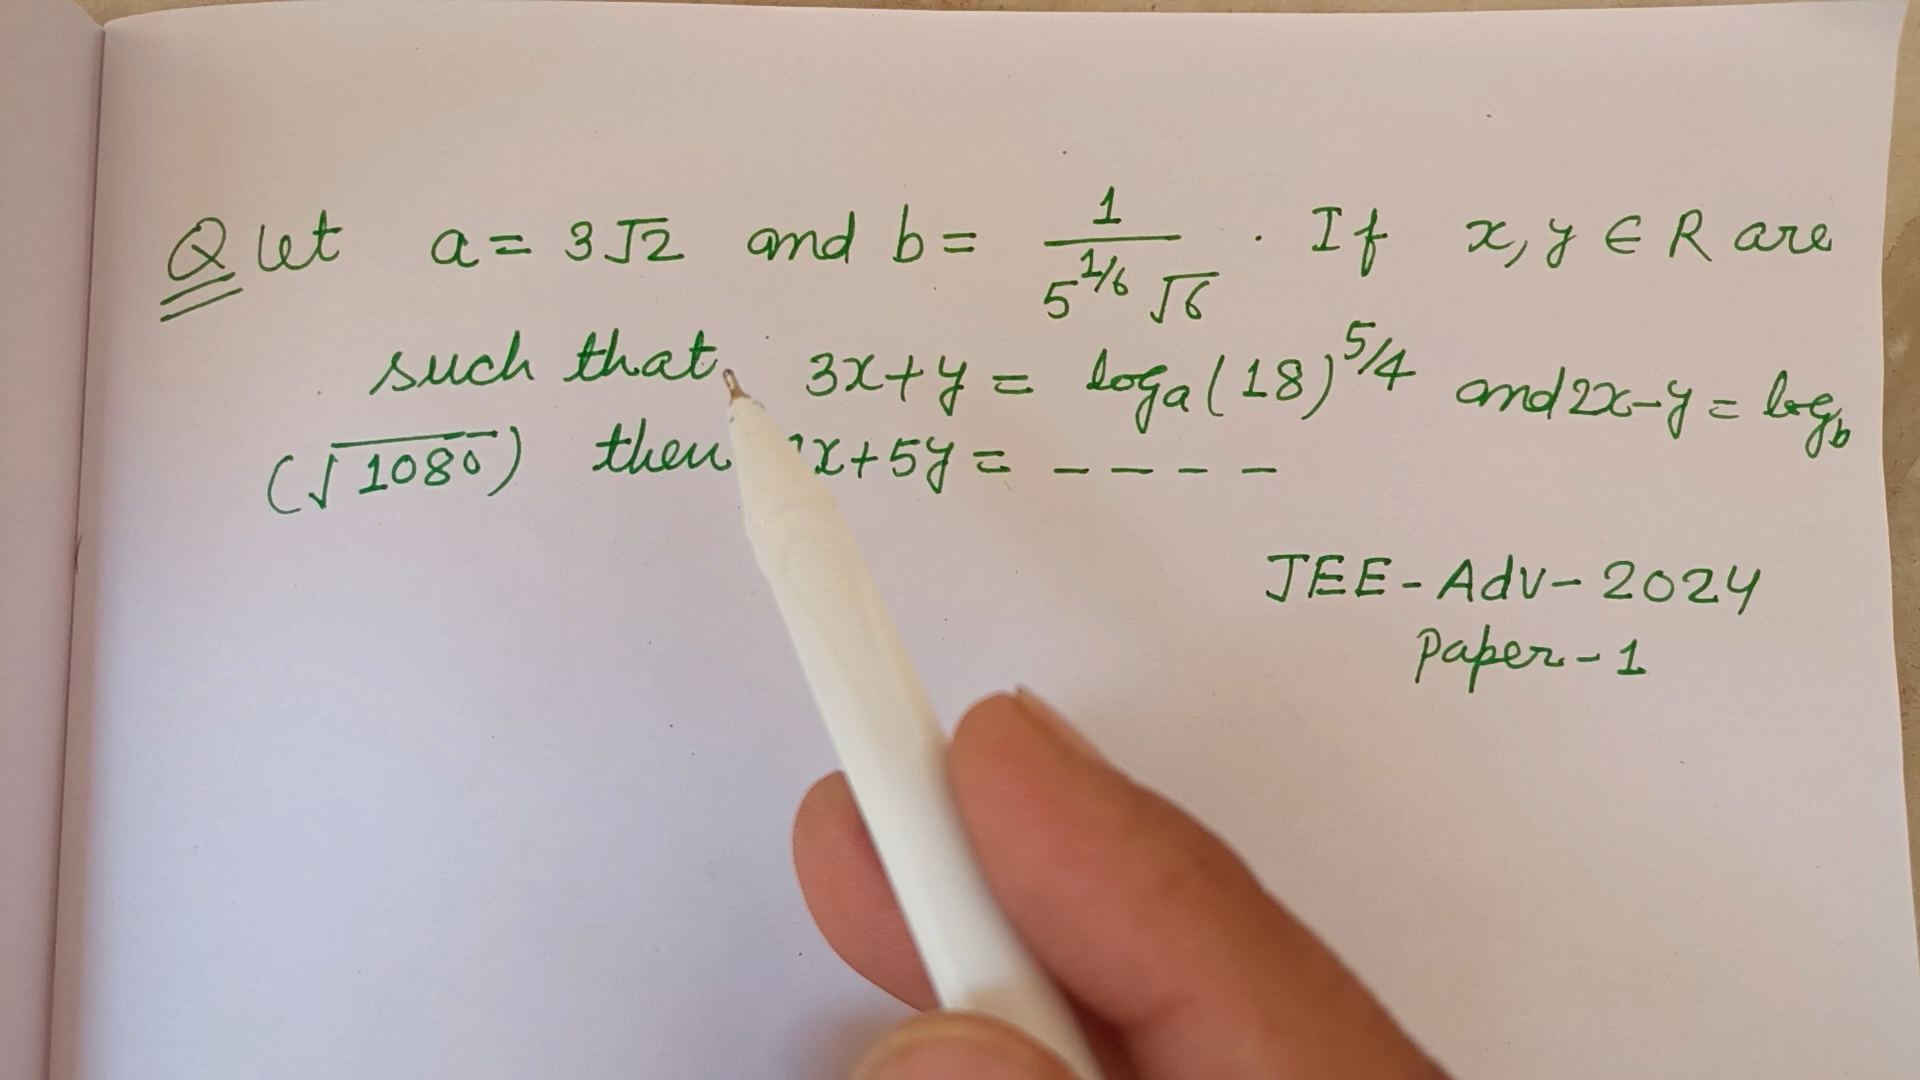 Q Let a = 3√2 and b = 1/(5^{1/6} √6) . If x, y ∈ R are
such that 3x+y = log_a (18)^{5/4} and 2x-y = log_b
(√1080) then x+5y = - - - -
JEE-Adv-2024
Paper-1